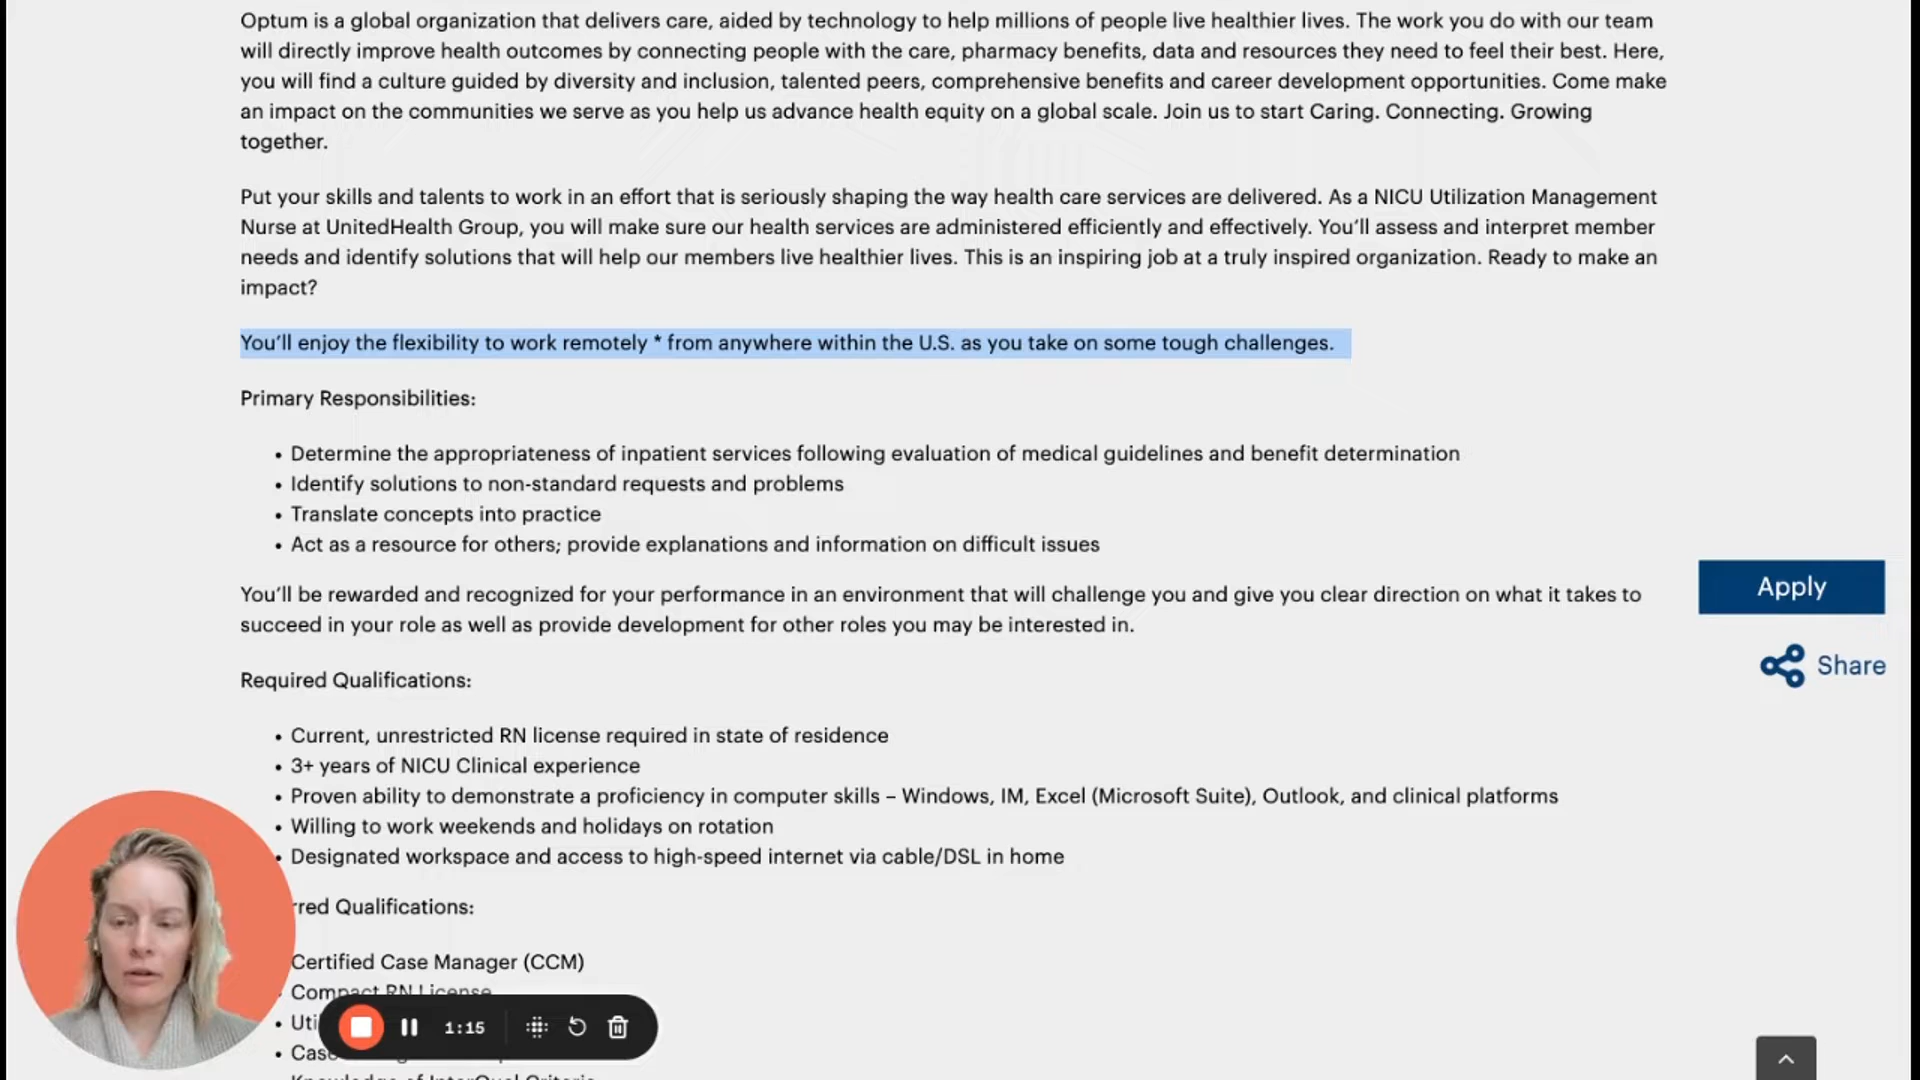 Optum is a global organization that delivers care, aided by technology to help millions of people live healthier lives. The work you do with our team
will directly improve health outcomes by connecting people with the care, pharmacy benefits, data and resources they need to feel their best. Here,
you will find a culture guided by diversity and inclusion, talented peers, comprehensive benefits and career development opportunities. Come make
an impact on the communities we serve as you help us advance health equity on a global scale. Join us to start Caring. Connecting. Growing
together.
Put your skills and talents to work in an effort that is seriously shaping the way health care services are delivered. As a NICU Utilization Management
Nurse at UnitedHealth Group, you will make sure our health services are administered efficiently and effectively. You'll assess and interpret member
needs and identify solutions that will help our members live healthier lives. This is an inspiring job at a truly inspired organization. Ready to make an
impact?
You'll enjoy the flexibility to work remotely * from anywhere within the U.S. as you take on some tough challenges.
Primary Responsibilities:
• Determine the appropriateness of inpatient services following evaluation of medical guidelines and benefit determination
• Identify solutions to non-standard requests and problems
• Translate concepts into practice
• Act as a resource for others; provide explanations and information on difficult issues
You'll be rewarded and recognized for your performance in an environment that will challenge you and give you clear direction on what it takes to
succeed in your role as well as provide development for other roles you may be interested in.
Apply
Share
Required Qualifications:
• Current, unrestricted RN license required in state of residence
• 3+ years of NICU Clinical experience
• Proven ability to demonstrate a proficiency in computer skills – Windows, IM, Excel (Microsoft Suite), Outlook, and clinical platforms
• Willing to work weekends and holidays on rotation
• Designated workspace and access to high-speed internet via cable/DSL in home
rred Qualifications:
Certified Case Manager (CCM)
Compact RN License
Uti
Cas
Knowledge of InterQual Criteria
1:15